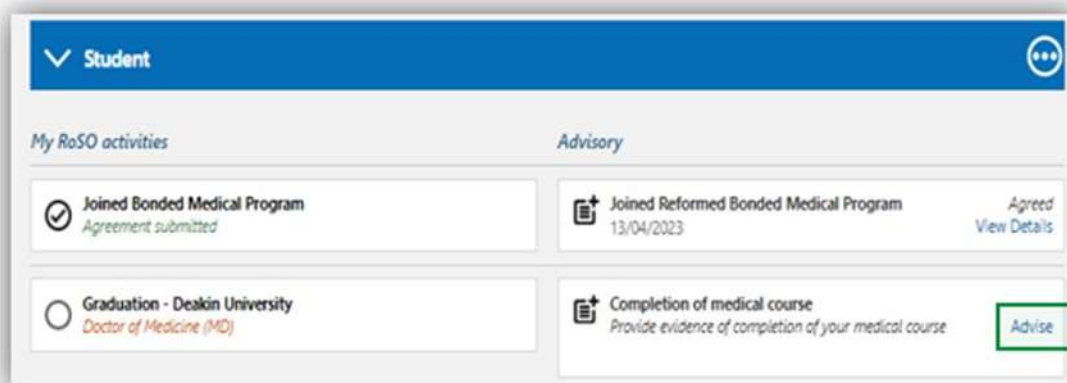 Student
My RoSO activities
Advisory
Joined Bonded Medical Program
Agreement submitted
Joined Reformed Bonded Medical Program
13/04/2023
Agreed
View Details
Graduation - Deakin University
Doctor of Medicine (MD)
Completion of medical course
Provide evidence of completion of your medical course
Advise